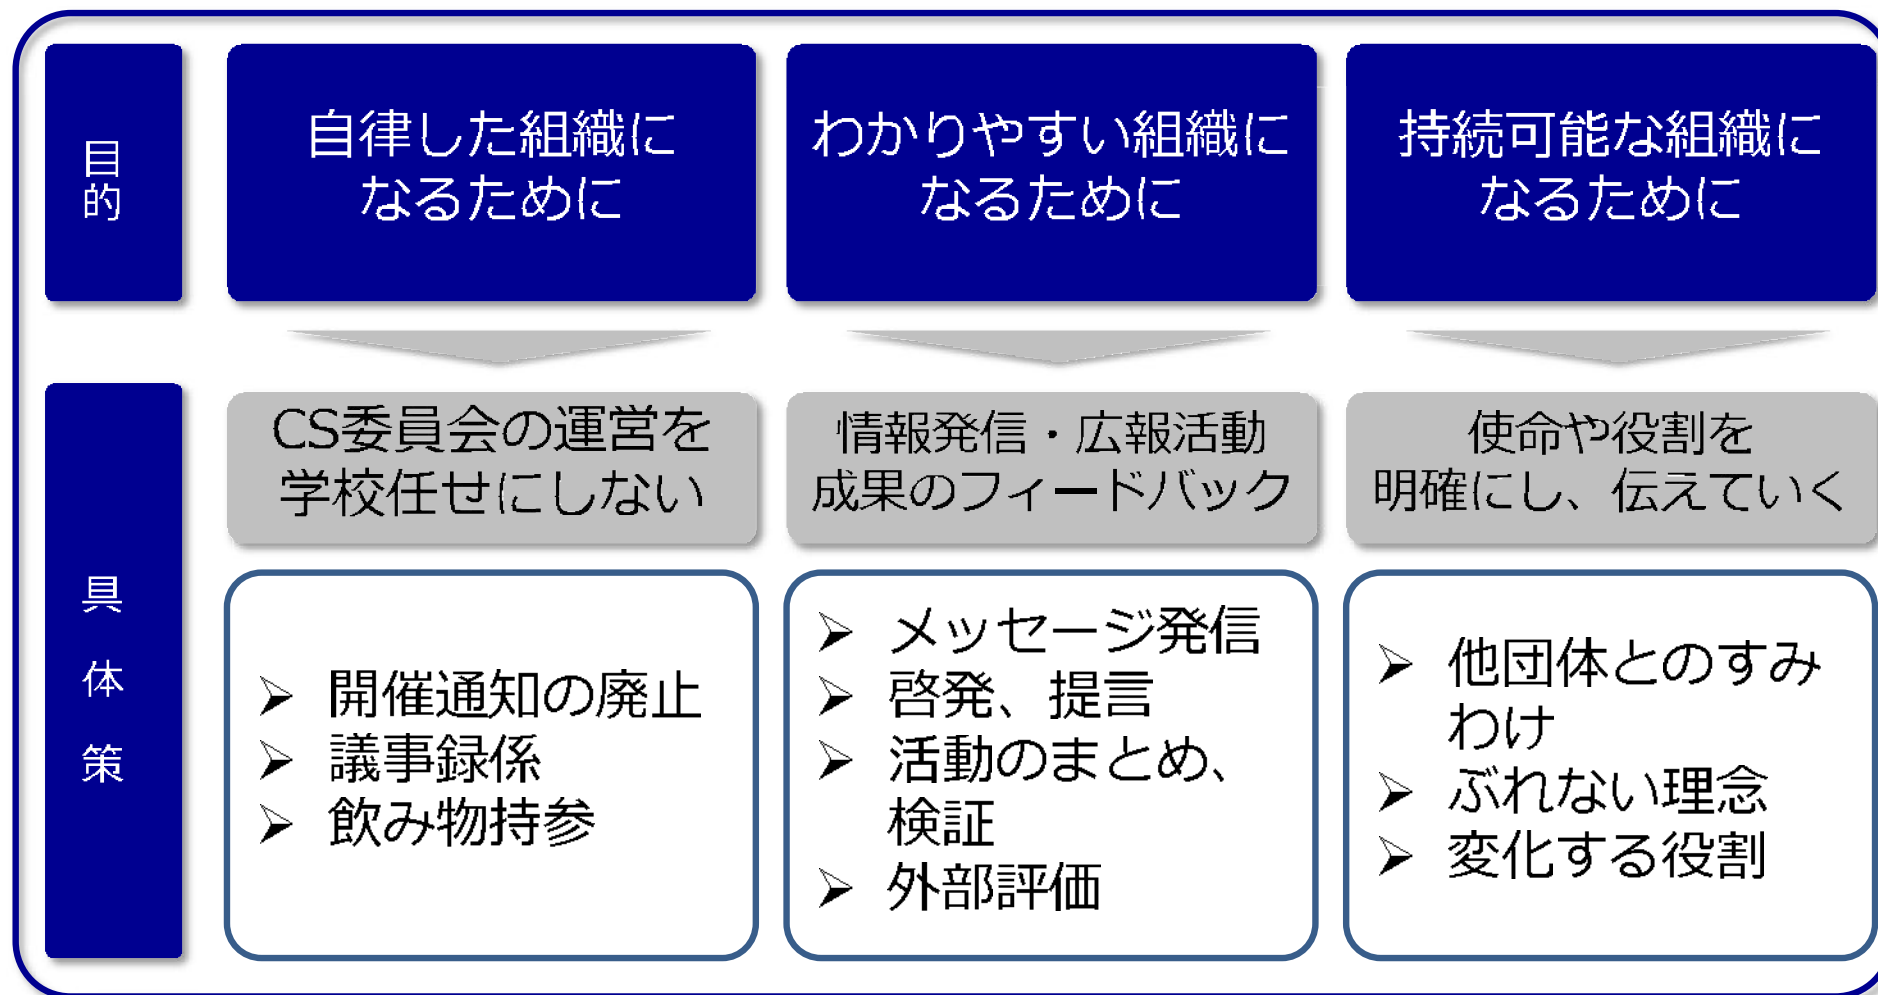 目的
自律した組織に
なるために
わかりやすい組織に
なるために
持続可能な組織に
なるために
具体策
CS委員会の運営を
学校任せにしない
情報発信・広報活動
成果のフィードバック
使命や役割を
明確にし、伝えていく
➢ 開催通知の廃止
➢ 議事録係
➢ 飲み物持参
➢ メッセージ発信
➢ 啓発、提言
➢ 活動のまとめ、
検証
➢ 外部評価
➢ 他団体とのすみ
わけ
➢ ぶれない理念
➢ 変化する役割